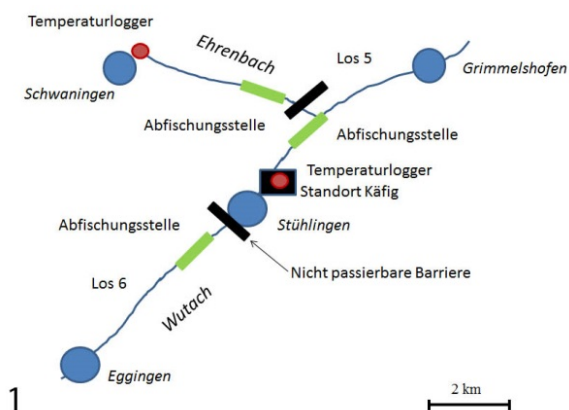 Temperaturlogger
Ehrenbach
Los 5
Grimmelshofen
Schwaningen
Abfischungsstelle
Abfischungsstelle
Temperaturlogger
Standort Käfig
Abfischungsstelle
Stühlingen
Nicht passierbare Barriere
Los 6
Wutach
Eggingen
1
2 km